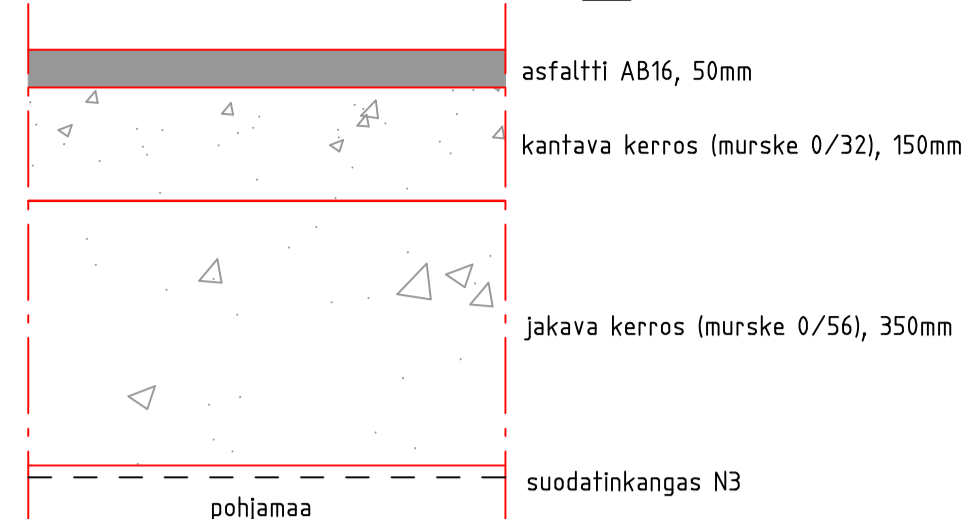 asfaltti AB16, 50mm
kantava kerros (murske 0/32), 150mm
jakava kerros (murske 0/56), 350mm
suodatinkangas N3
pohjamaa